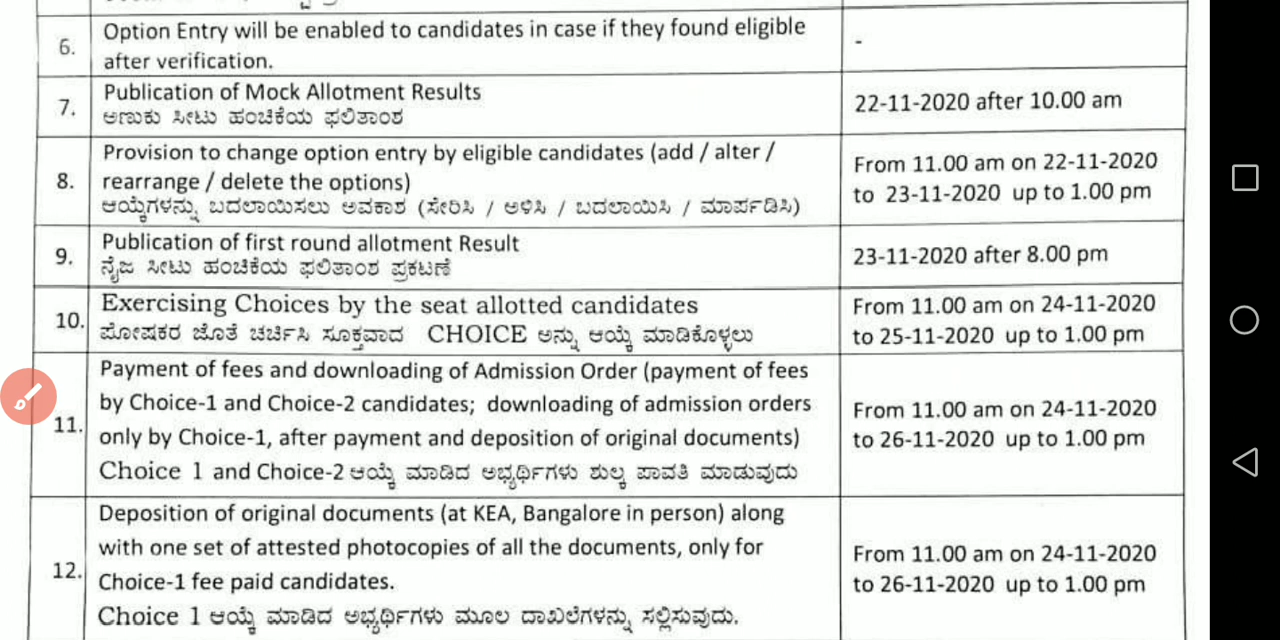 6. Option Entry will be enabled to candidates in case if they found eligible
after verification.
-
7. Publication of Mock Allotment Results
ಅಣುಕು ಸೀಟು ಹಂಚಿಕೆಯ ಫಲಿತಾಂಶ
22-11-2020 after 10.00 am
8. Provision to change option entry by eligible candidates (add / alter /
rearrange / delete the options)
ಆಯ್ಕೆಗಳನ್ನು ಬದಲಾಯಿಸಲು ಅವಕಾಶ (ಸೇರಿಸಿ / ಅಳಿಸಿ / ಬದಲಾಯಿಸಿ / ಮಾರ್ಪಡಿಸಿ)
From 11.00 am on 22-11-2020
to 23-11-2020 up to 1.00 pm
9. Publication of first round allotment Result
ನೈಜ ಸೀಟು ಹಂಚಿಕೆಯ ಫಲಿತಾಂಶ ಪ್ರಕಟಣೆ
23-11-2020 after 8.00 pm
10. Exercising Choices by the seat allotted candidates
ಪೋಷಕರ ಜೊತೆ ಚರ್ಚಿಸಿ ಸೂಕ್ತವಾದ CHOICE ಅನ್ನು ಆಯ್ಕೆ ಮಾಡಿಕೊಳ್ಳಲು
From 11.00 am on 24-11-2020
to 25-11-2020 up to 1.00 pm
11. Payment of fees and downloading of Admission Order (payment of fees
by Choice-1 and Choice-2 candidates; downloading of admission orders
only by Choice-1, after payment and deposition of original documents)
Choice 1 and Choice-2 ಆಯ್ಕೆ ಮಾಡಿದ ಅಭ್ಯರ್ಥಿಗಳು ಶುಲ್ಕ ಪಾವತಿ ಮಾಡುವುದು
From 11.00 am on 24-11-2020
to 26-11-2020 up to 1.00 pm
12. Deposition of original documents (at KEA, Bangalore in person) along
with one set of attested photocopies of all the documents, only for
Choice-1 fee paid candidates.
Choice 1 ಆಯ್ಕೆ ಮಾಡಿದ ಅಭ್ಯರ್ಥಿಗಳು ಮೂಲ ದಾಖಲೆಗಳನ್ನು ಸಲ್ಲಿಸುವುದು.
From 11.00 am on 24-11-2020
to 26-11-2020 up to 1.00 pm